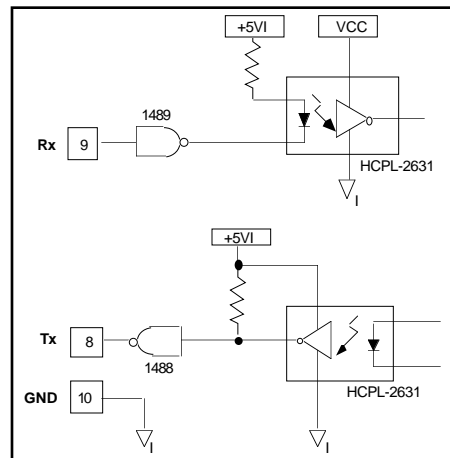 +5VI VCC
1489
Rx 9
HCPL-2631
I
+5VI
Tx 8
1488
HCPL-2631
GND 10
I I